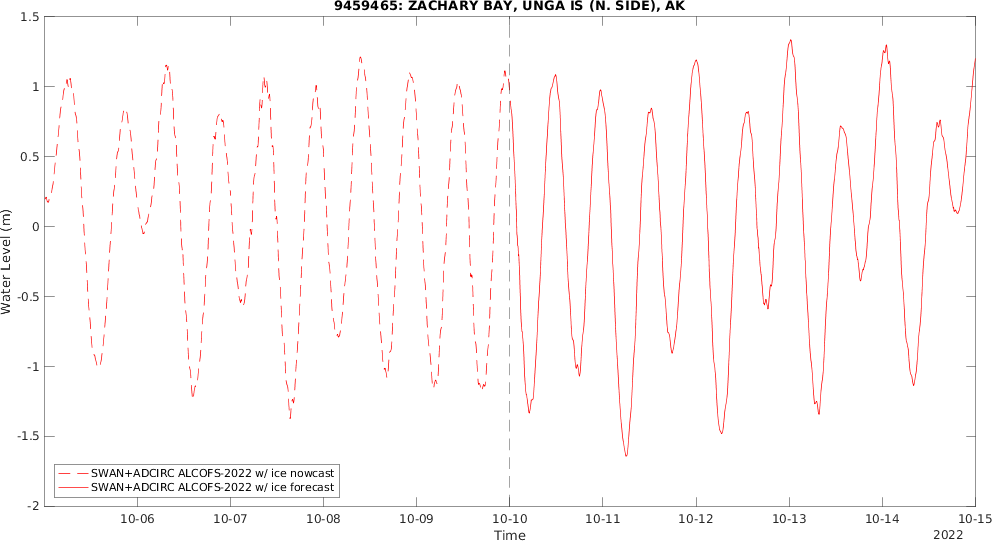 9459465: ZACHARY BAY, UNGA IS (N. SIDE), AK
1.5
1
0.5
0
-0.5
-1
-1.5
-2
Water Level (m)
SWAN+ADCIRC ALCOFS-2022 w/ ice nowcast
SWAN+ADCIRC ALCOFS-2022 w/ ice forecast
10-06 10-07 10-08 10-09 10-10 10-11 10-12 10-13 10-14 10-15
Time
2022